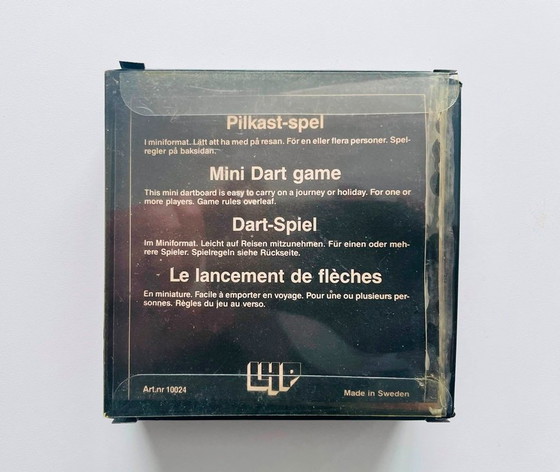 Pilkast-spel
I miniformat. Lätt att ha med på resan. För en eller flera personer. Spel-
regler på baksidan.
Mini Dart game
This mini dartboard is easy to carry on a journey or holiday. For one or
more players. Game rules overleaf.
Dart-Spiel
Im Miniformat. Leicht auf Reisen mitzunehmen. Für einen oder meh-
rere Spieler. Spielregeln siehe Rückseite.
Le lancement de flèches
En miniature. Facile à emporter en voyage. Pour une ou plusieurs per-
sonnes. Règles du jeu au verso.
LHP
Art.nr 10024
Made in Sweden